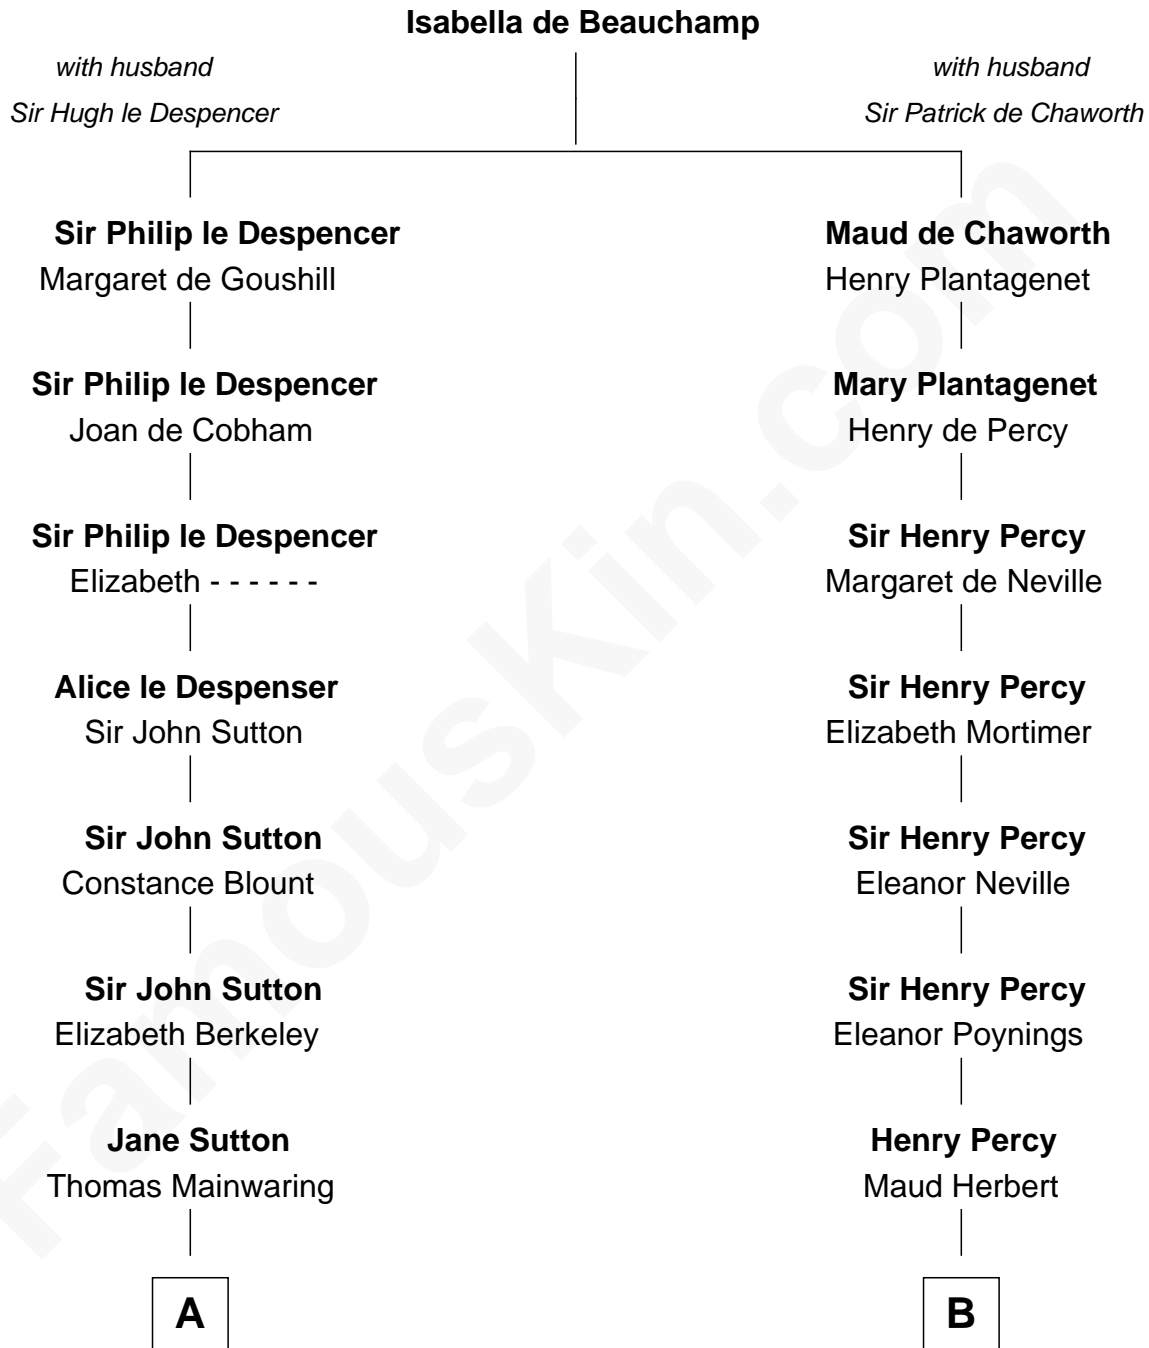 Isabella de Beauchamp
with husband
Sir Hugh le Despencer
with husband
Sir Patrick de Chaworth
Sir Philip le Despencer
Margaret de Goushill
Maud de Chaworth
Henry Plantagenet
Sir Philip le Despencer
Joan de Cobham
Mary Plantagenet
Henry de Percy
Sir Philip le Despencer
Elizabeth - - - - - -
Sir Henry Percy
Margaret de Neville
Alice le Despenser
Sir John Sutton
Sir Henry Percy
Elizabeth Mortimer
Sir John Sutton
Constance Blount
Sir Henry Percy
Eleanor Neville
Sir John Sutton
Elizabeth Berkeley
Sir Henry Percy
Eleanor Poynings
Jane Sutton
Thomas Mainwaring
Henry Percy
Maud Herbert
A
B
FamousKin.com